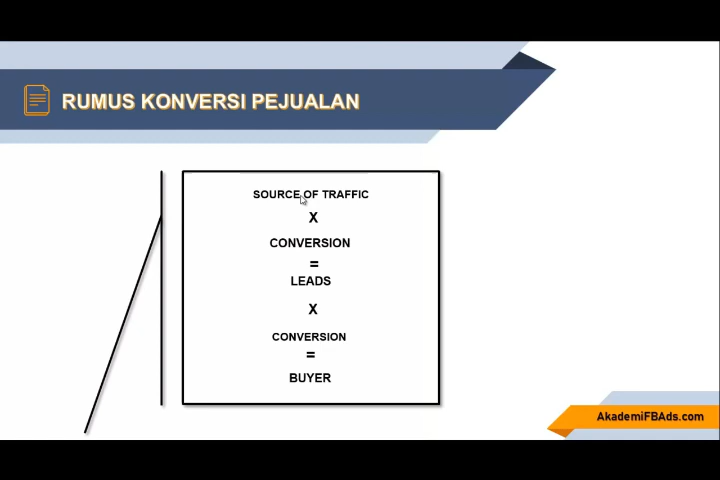 RUMUS KONVERSI PEJUALAN
SOURCE OF TRAFFIC
X
CONVERSION
=
LEADS
X
CONVERSION
=
BUYER
AkademiFBAds.com